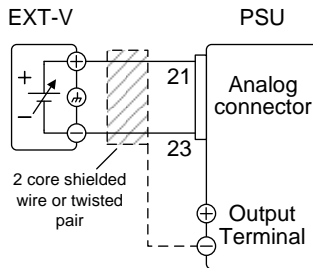 EXT-V
PSU
+
−
21
23
Analog
connector
2 core shielded
wire or twisted
pair
Output
Terminal
+
−